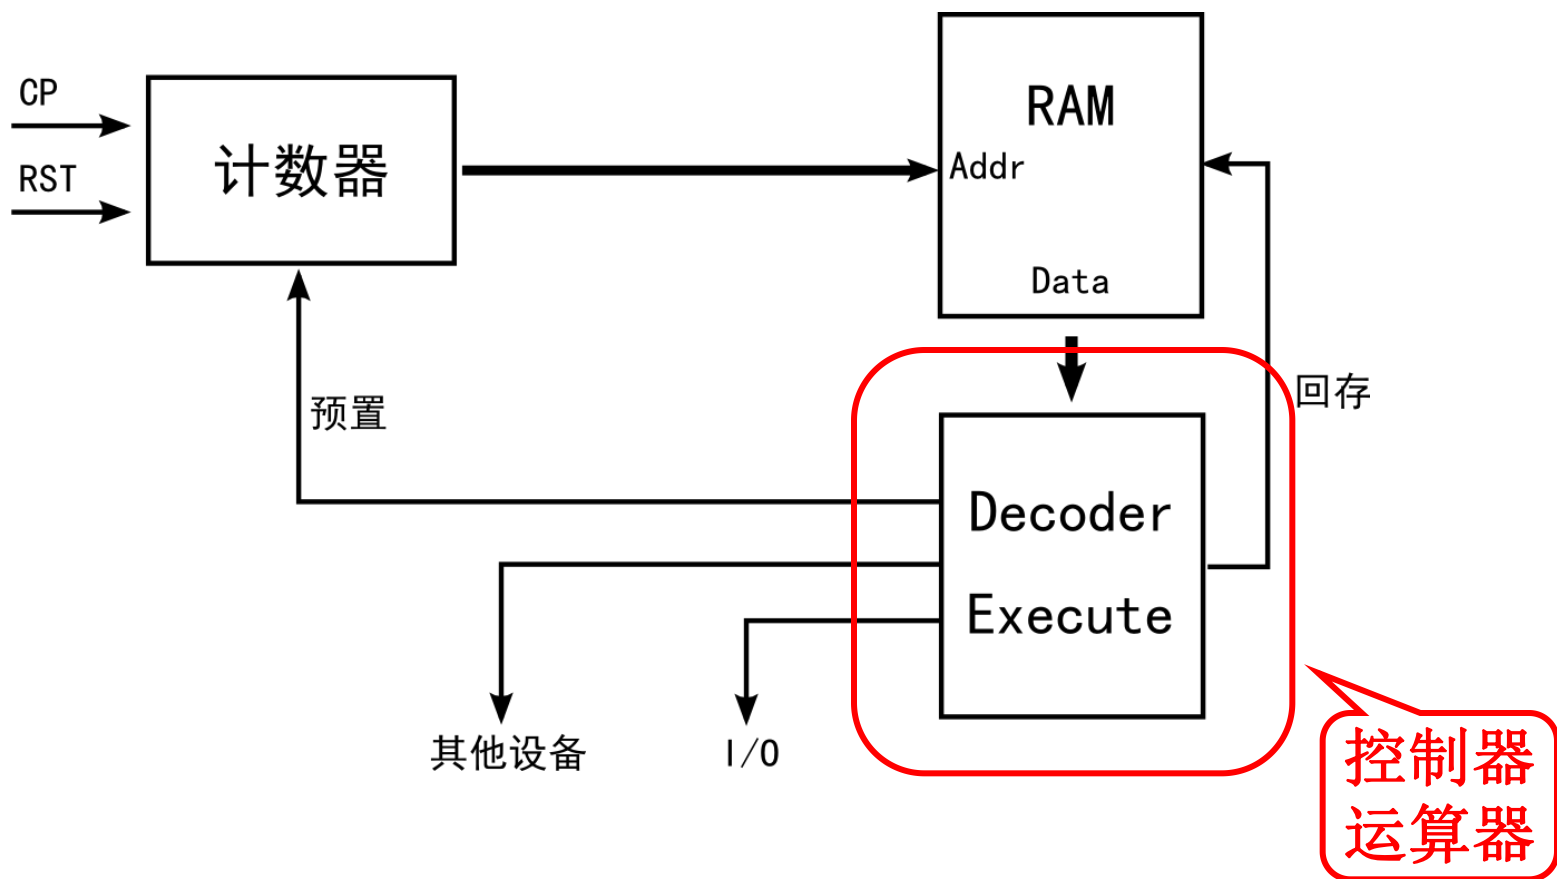 CP
RST
计数器
RAM
Addr
Data
预置
回存
Decoder
Execute
其他设备
I/O
控制器
运算器